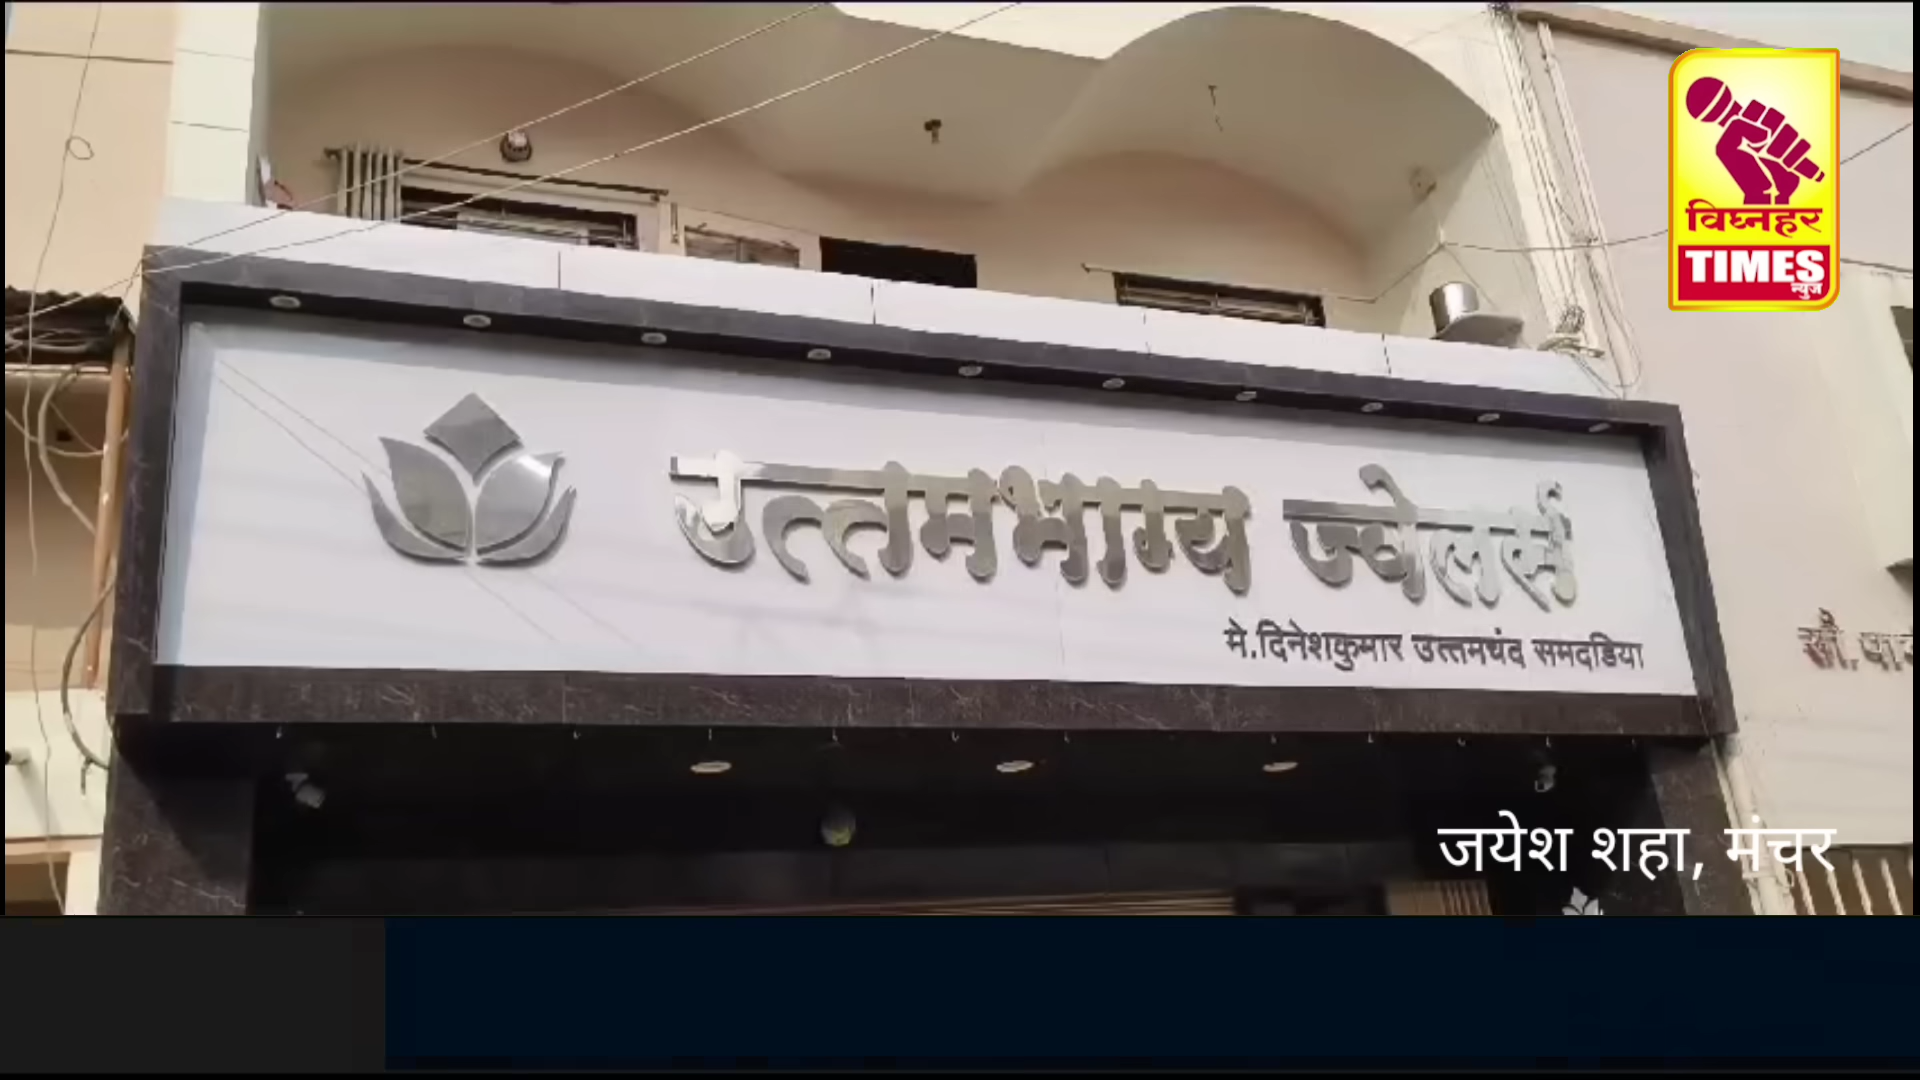 विघ्नहर
TIMES
न्युज
उत्तमभाग्य ज्वेलर्स
मे.दिनेशकुमार उत्तमचंद समदडिया
सौ.
जयेश शहा, मंचर